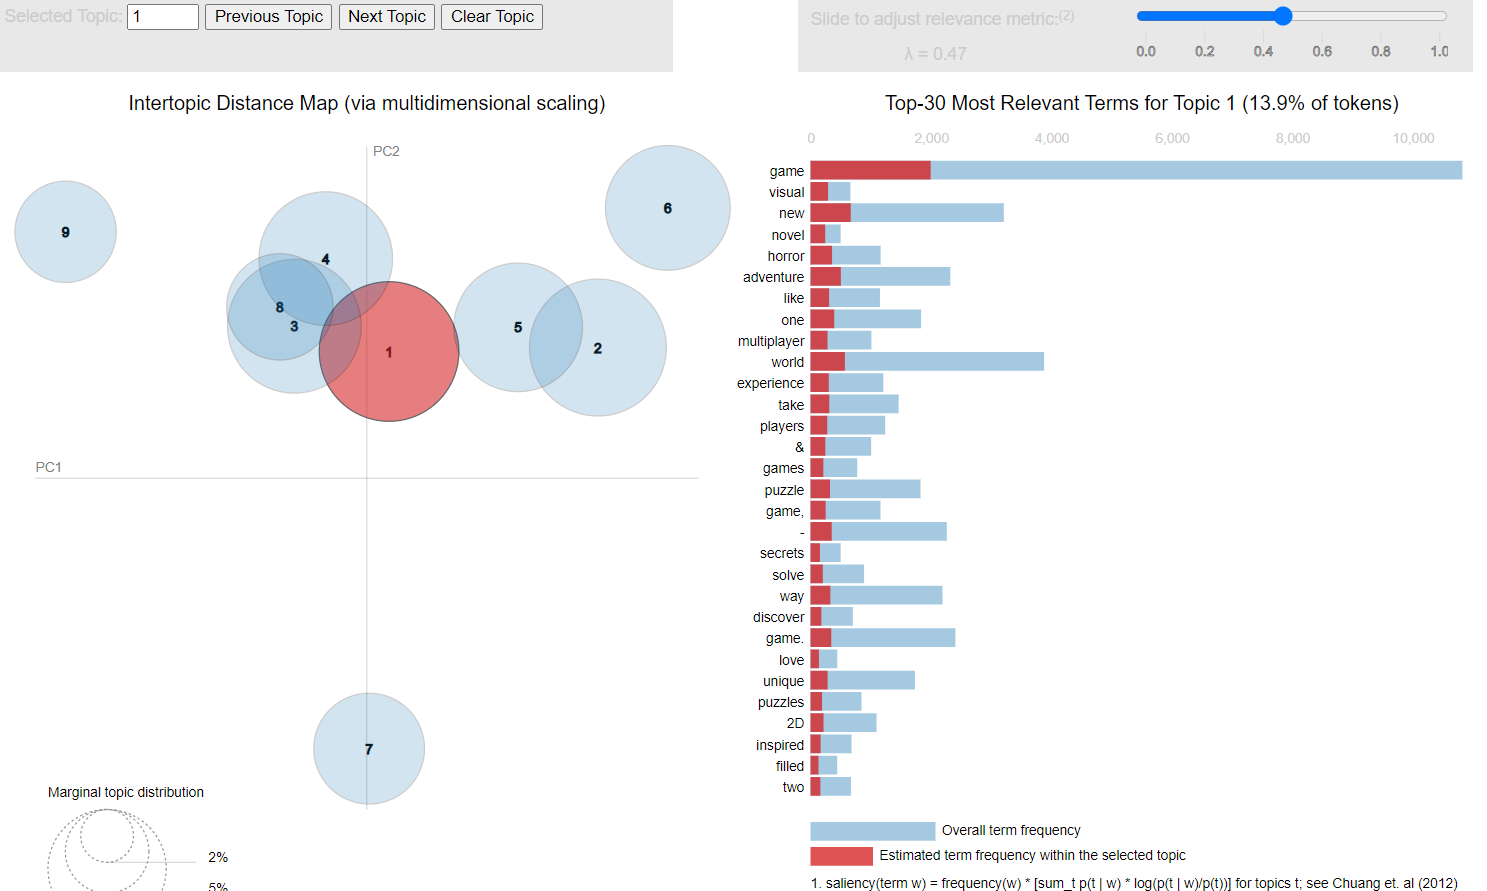 Selected Topic: 1 Previous Topic Next Topic Clear Topic
Slide to adjust relevance metric:(2)
λ = 0.47
0.0 0.2 0.4 0.6 0.8 1.0
Intertopic Distance Map (via multidimensional scaling)
PC2
9
6
4
8
3
1
5
2
PC1
7
Marginal topic distribution
2%
5%
Top-30 Most Relevant Terms for Topic 1 (13.9% of tokens)
0 2,000 4,000 6,000 8,000 10,000
game
visual
new
novel
horror
adventure
like
one
multiplayer
world
experience
take
players
&
games
puzzle
game,
-
secrets
solve
way
discover
game.
love
unique
puzzles
2D
inspired
filled
two
Overall term frequency
Estimated term frequency within the selected topic
1. saliency(term w) = frequency(w) * [sum_t p(t | w) * log(p(t | w)/p(t))] for topics t; see Chuang et. al (2012)